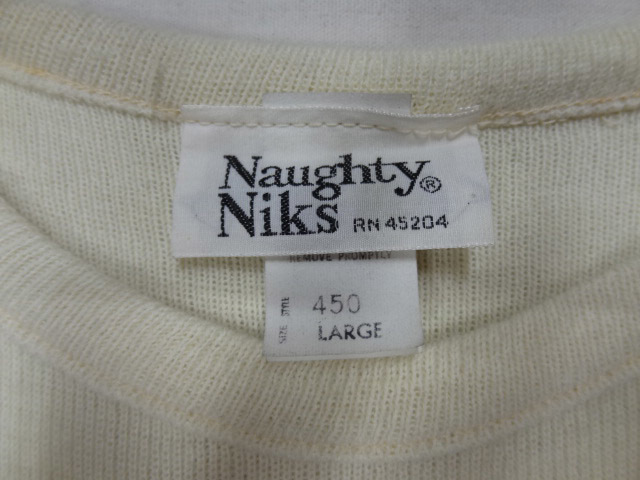 Naughty
Niks ® RN 45204
REMOVE PROMPTLY
STYLE 450
SIZE LARGE